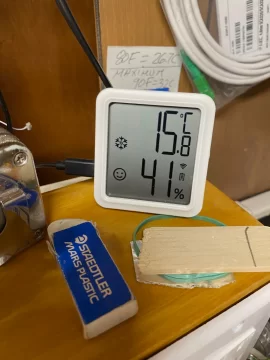 80F = 26.7C
MAXIMUM
15.8
°C
41
%
STAEDTLER
MARS PLASTIC